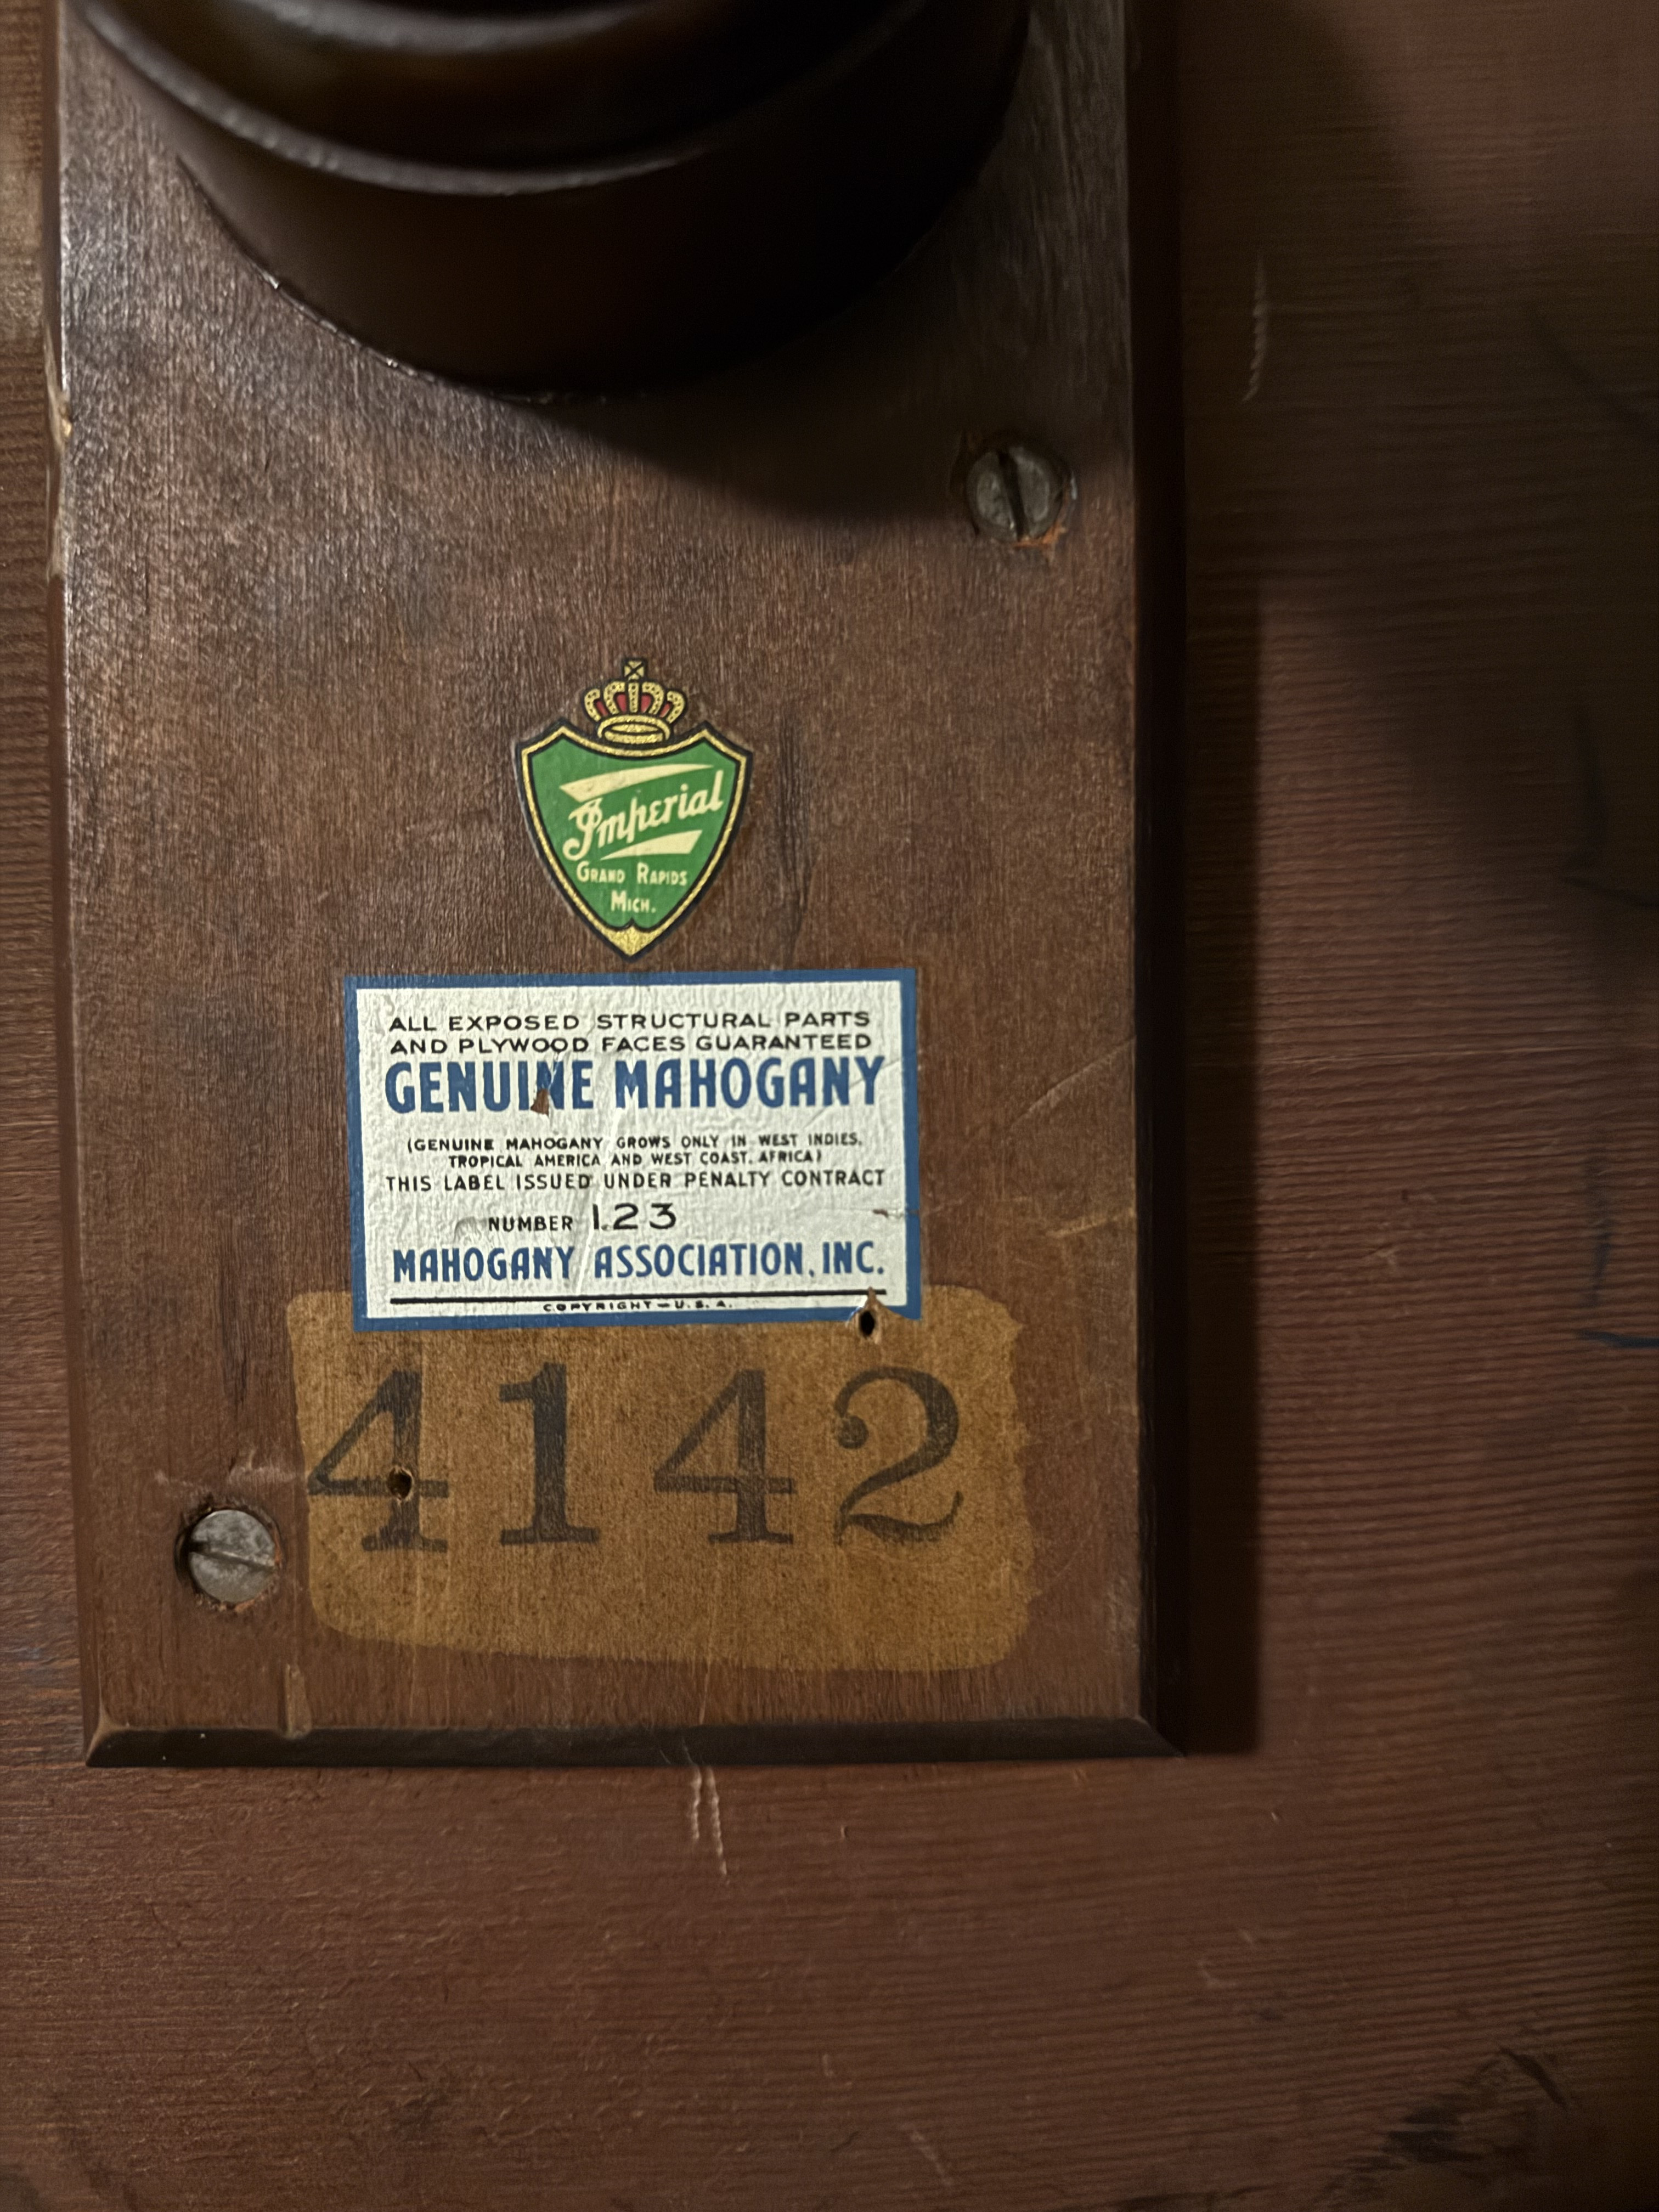 Imperial
GRAND RAPIDS
MICH.
ALL EXPOSED STRUCTURAL PARTS
AND PLYWOOD FACES GUARANTEED
GENUINE MAHOGANY
(GENUINE MAHOGANY GROWS ONLY IN WEST INDIES,
TROPICAL AMERICA AND WEST COAST, AFRICA)
THIS LABEL ISSUED UNDER PENALTY CONTRACT
NUMBER 123
MAHOGANY ASSOCIATION, INC.
COPYRIGHT-U.S.A.
4142